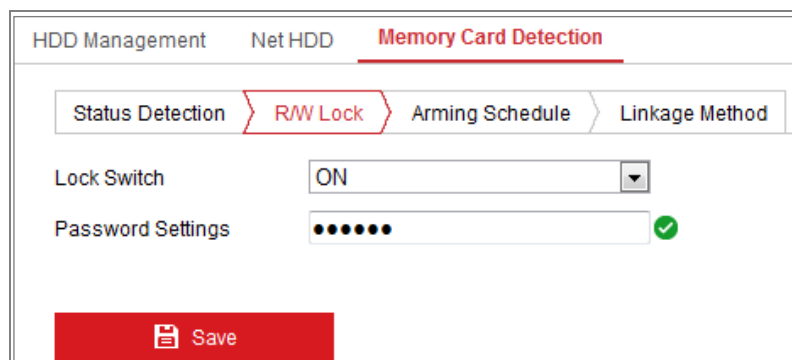 HDD Management Net HDD Memory Card Detection
Status Detection R/W Lock Arming Schedule Linkage Method
Lock Switch ON
Password Settings ●●●●●●
Save